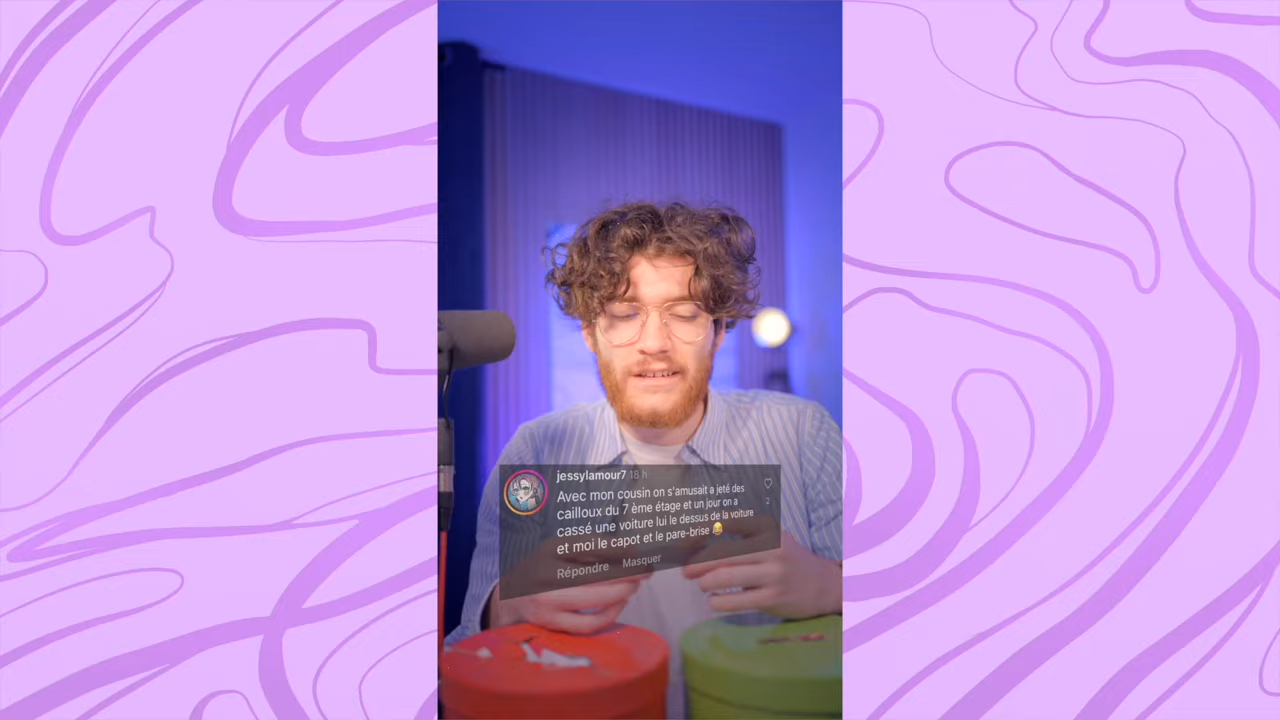 jessylamour7 18 h
Avec mon cousin on s'amusait a jeté des
cailloux du 7 ème étage et un jour on a
cassé une voiture lui le dessus de la voiture
et moi le capot et le pare-brise 😂
2
Répondre Masquer